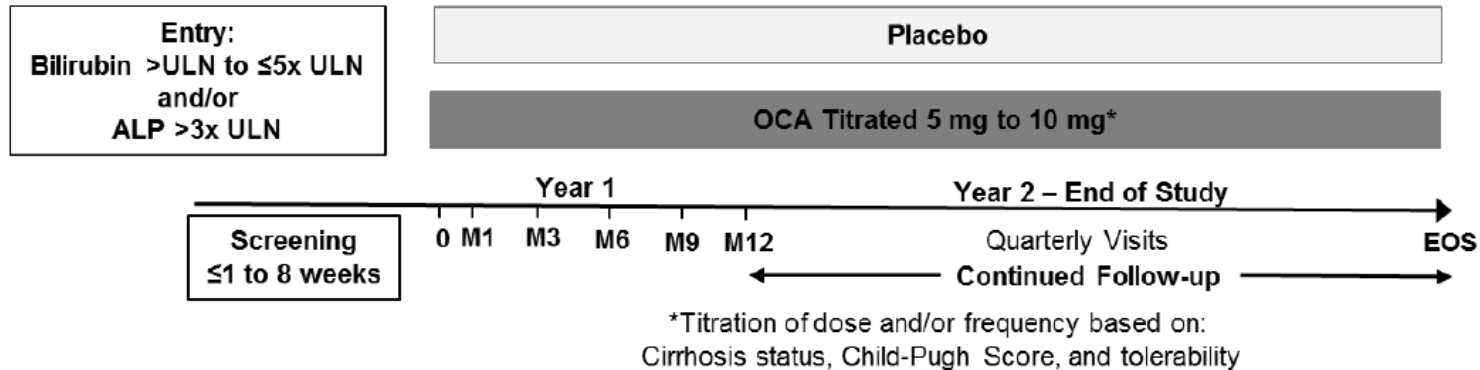 Entry:
Bilirubin >ULN to ≤5x ULN
and/or
ALP >3x ULN
Placebo
OCA Titrated 5 mg to 10 mg*
Year 1
Year 2 – End of Study
Screening
≤1 to 8 weeks
0 M1 M3 M6 M9 M12
Quarterly Visits
EOS
Continued Follow-up
*Titration of dose and/or frequency based on:
Cirrhosis status, Child-Pugh Score, and tolerability